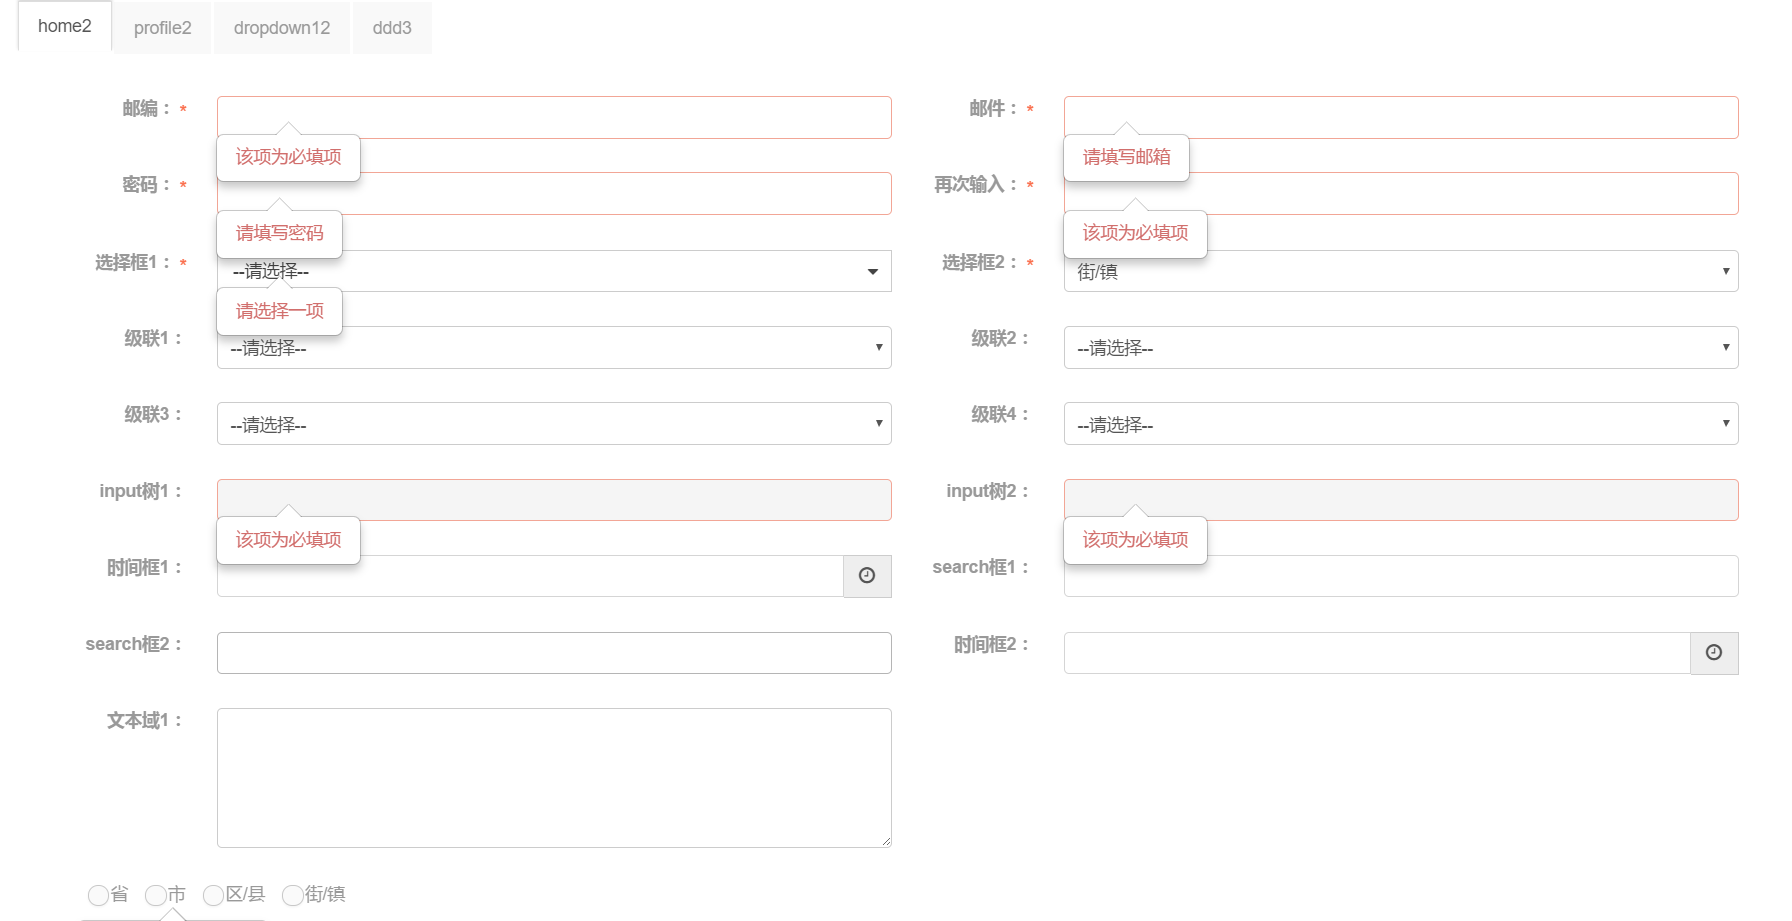 home2 profile2 dropdown12 ddd3
邮编：* 邮件：*
该项为必填项 请填写邮箱
密码：* 再次输入：*
请填写密码 该项为必填项
选择框1：* --请选择-- 选择框2：* 街/镇
请选择一项
级联1： --请选择-- 级联2： --请选择--
级联3： --请选择-- 级联4： --请选择--
input树1： input树2：
该项为必填项 该项为必填项
时间框1： search框1：
search框2： 时间框2：
文本域1：
省 市 区/县 街/镇